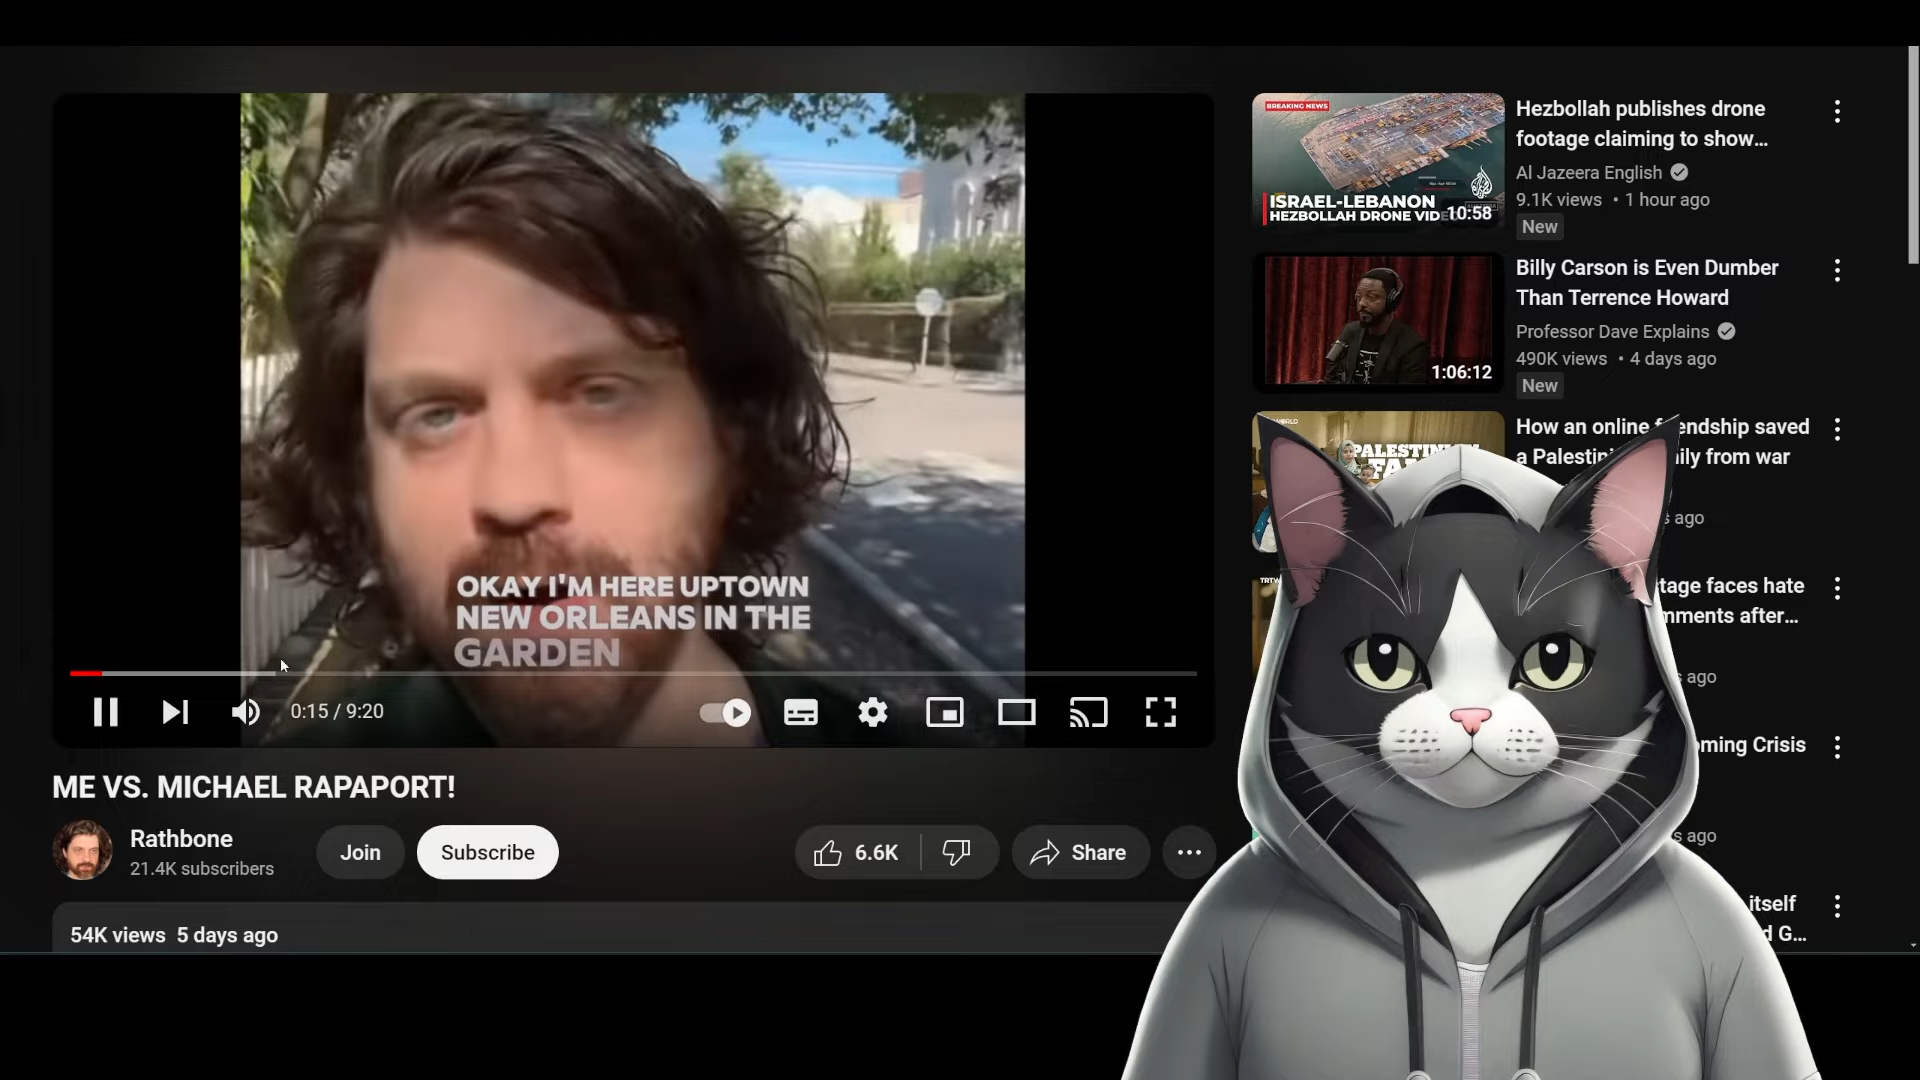 OKAY I'M HERE UPTOWN
NEW ORLEANS IN THE
GARDEN
0:15 / 9:20
ME VS. MICHAEL RAPAPORT!
Rathbone
21.4K subscribers
Join
Subscribe
6.6K
Share
54K views 5 days ago
BREAKING NEWS
ISRAEL-LEBANON
HEZBOLLAH DRONE VID
10:58
Hezbollah publishes drone
footage claiming to show...
Al Jazeera English
9.1K views • 1 hour ago
New
1:06:12
Billy Carson is Even Dumber
Than Terrence Howard
Professor Dave Explains
490K views • 4 days ago
New
How an online friendship saved
a Palestinian family from war
ago
tage faces hate
mments after...
ago
oming Crisis
ago
itself
d G...